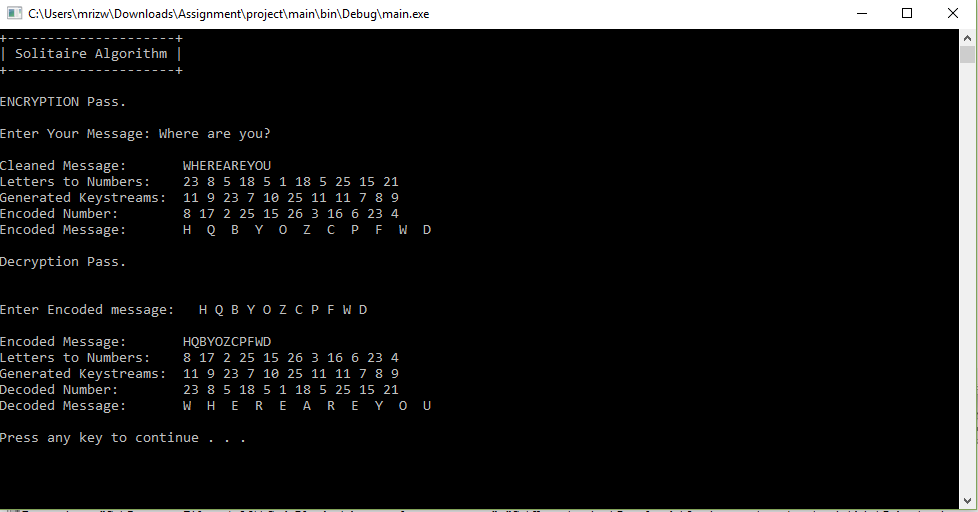 C:\Users\mrizw\Downloads\Assignment\project\main\bin\Debug\main.exe
+---------------------+
| Solitaire Algorithm |
+---------------------+
ENCRYPTION Pass.
Enter Your Message: Where are you?
Cleaned Message: WHEREAREYOU
Letters to Numbers: 23 8 5 18 5 1 18 5 25 15 21
Generated Keystreams: 11 9 23 7 10 25 11 11 7 8 9
Encoded Number: 8 17 2 25 15 26 3 16 6 23 4
Encoded Message: H Q B Y O Z C P F W D
Decryption Pass.
Enter Encoded message: H Q B Y O Z C P F W D
Encoded Message: HQBYOZCPFWD
Letters to Numbers: 8 17 2 25 15 26 3 16 6 23 4
Generated Keystreams: 11 9 23 7 10 25 11 11 7 8 9
Decoded Number: 23 8 5 18 5 1 18 5 25 15 21
Decoded Message: W H E R E A R E Y O U
Press any key to continue . . .